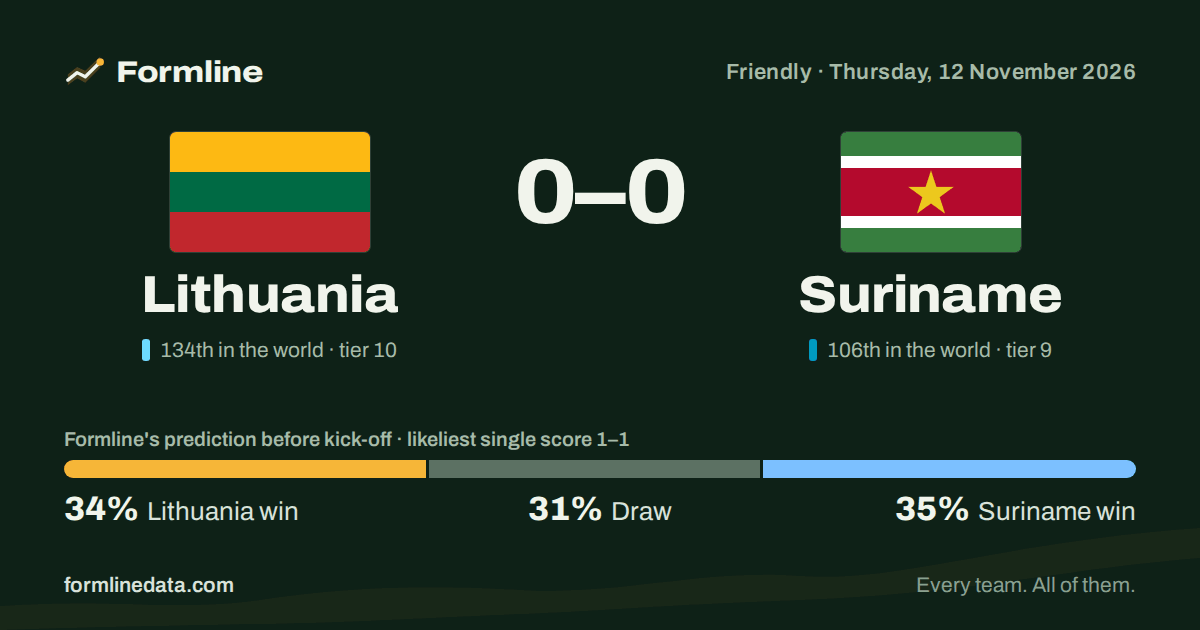 Formline
Friendly · Thursday, 12 November 2026
0–0
Lithuania
Suriname
134th in the world · tier 10
106th in the world · tier 9
Formline's prediction before kick-off · likeliest single score 1–1
34% Lithuania win
31% Draw
35% Suriname win
formlinedata.com
Every team. All of them.